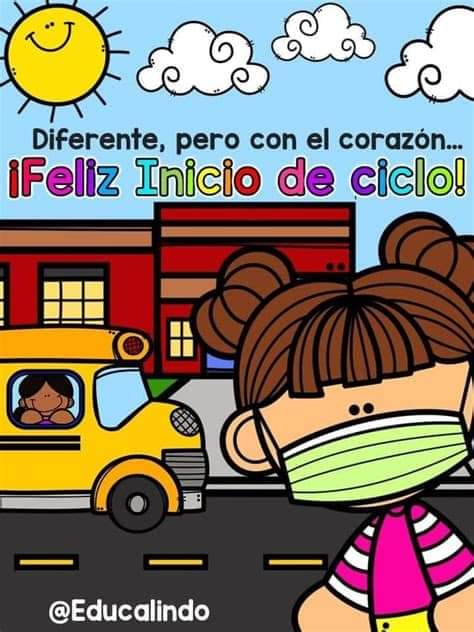 Diferente, pero con el corazón...
¡Feliz Inicio de ciclo!
@Educalindo